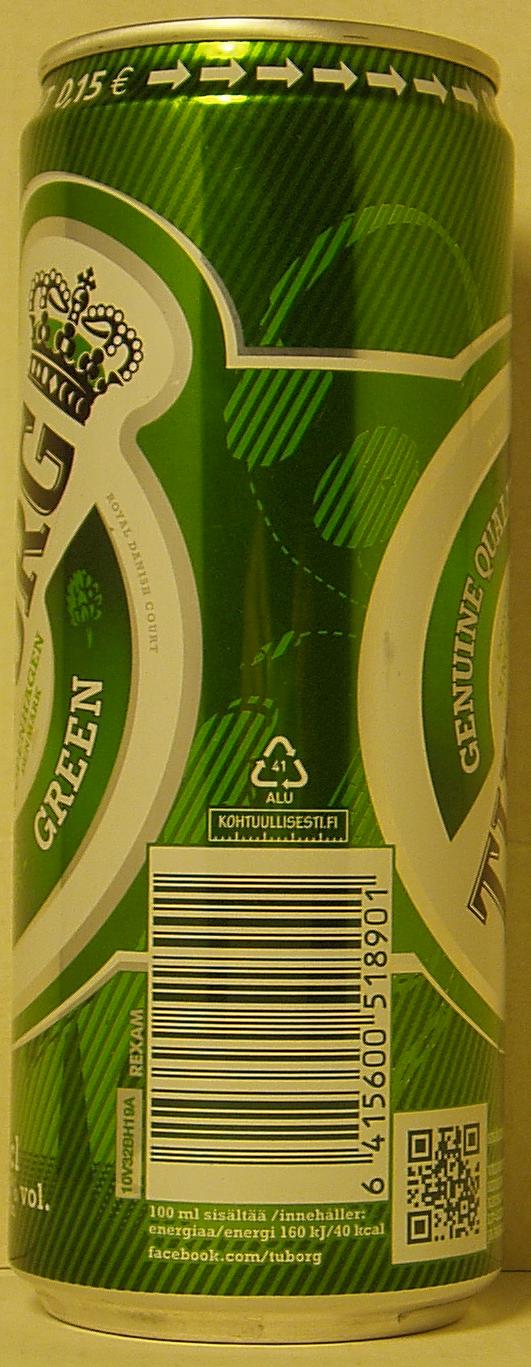 0,15 €
RG
ROYAL DANISH COURT
GREEN
GENUINE
41
ALU
KOHTUULLISESTI.FI
REXAM
10V32BH19A
6 415600 518901
vol.
100 ml sisältää /innehåller:
energiaa/energi 160 kJ/40 kcal
facebook.com/tuborg